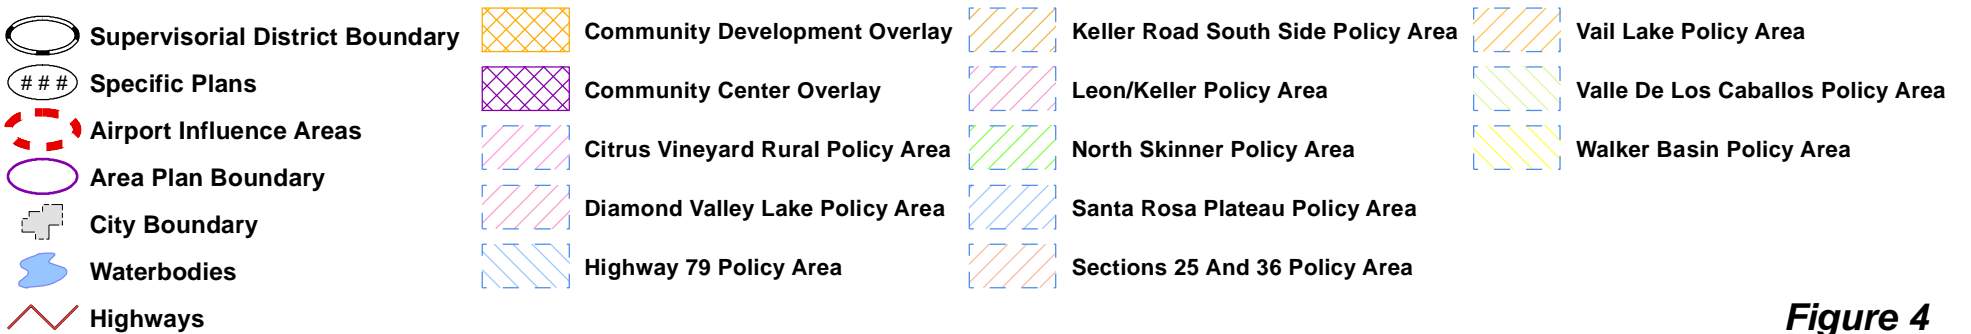 Supervisorial District Boundary
###
Specific Plans
Airport Influence Areas
Area Plan Boundary
City Boundary
Waterbodies
Highways
Community Development Overlay
Community Center Overlay
Citrus Vineyard Rural Policy Area
Diamond Valley Lake Policy Area
Highway 79 Policy Area
Keller Road South Side Policy Area
Leon/Keller Policy Area
North Skinner Policy Area
Santa Rosa Plateau Policy Area
Sections 25 And 36 Policy Area
Vail Lake Policy Area
Valle De Los Caballos Policy Area
Walker Basin Policy Area
Figure 4